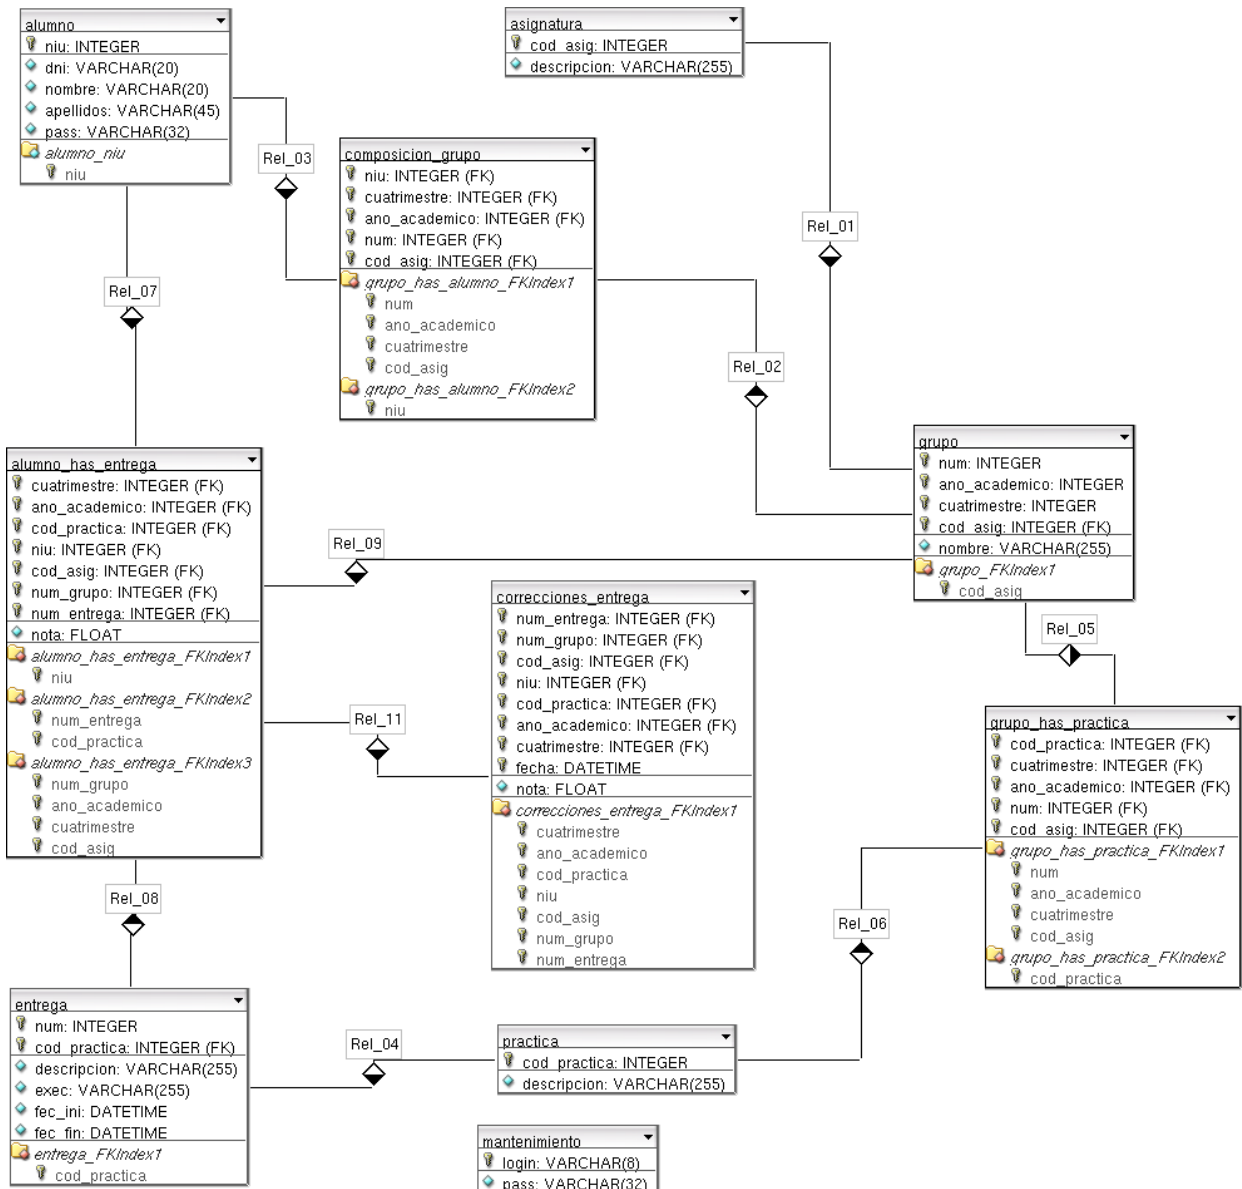 alumno
niu: INTEGER
dni: VARCHAR(20)
nombre: VARCHAR(20)
apellidos: VARCHAR(45)
pass: VARCHAR(32)
alumno_niu
niu
asignatura
cod_asig: INTEGER
descripcion: VARCHAR(255)
Rel_03
composicion_grupo
niu: INTEGER (FK)
cuatrimestre: INTEGER (FK)
ano_academico: INTEGER (FK)
num: INTEGER (FK)
cod_asig: INTEGER (FK)
grupo_has_alumno_FKIndex1
num
ano_academico
cuatrimestre
cod_asig
grupo_has_alumno_FKIndex2
niu
Rel_01
Rel_07
Rel_02
grupo
num: INTEGER
ano_academico: INTEGER
cuatrimestre: INTEGER
cod_asig: INTEGER (FK)
nombre: VARCHAR(255)
grupo_FKIndex1
cod_asig
alumno_has_entrega
cuatrimestre: INTEGER (FK)
ano_academico: INTEGER (FK)
cod_practica: INTEGER (FK)
niu: INTEGER (FK)
cod_asig: INTEGER (FK)
num_grupo: INTEGER (FK)
num_entrega: INTEGER (FK)
nota: FLOAT
alumno_has_entrega_FKIndex1
niu
alumno_has_entrega_FKIndex2
num_entrega
cod_practica
alumno_has_entrega_FKIndex3
num_grupo
ano_academico
cuatrimestre
cod_asig
Rel_09
correcciones_entrega
num_entrega: INTEGER (FK)
num_grupo: INTEGER (FK)
cod_asig: INTEGER (FK)
niu: INTEGER (FK)
cod_practica: INTEGER (FK)
ano_academico: INTEGER (FK)
cuatrimestre: INTEGER (FK)
fecha: DATETIME
nota: FLOAT
correcciones_entrega_FKIndex1
cuatrimestre
ano_academico
cod_practica
niu
cod_asig
num_grupo
num_entrega
Rel_05
Rel_11
grupo_has_practica
cod_practica: INTEGER (FK)
cuatrimestre: INTEGER (FK)
ano_academico: INTEGER (FK)
num: INTEGER (FK)
cod_asig: INTEGER (FK)
grupo_has_practica_FKIndex1
num
ano_academico
cuatrimestre
cod_asig
grupo_has_practica_FKIndex2
cod_practica
Rel_08
Rel_06
entrega
num: INTEGER
cod_practica: INTEGER (FK)
descripcion: VARCHAR(255)
exec: VARCHAR(255)
fec_ini: DATETIME
fec_fin: DATETIME
entrega_FKIndex1
cod_practica
Rel_04
practica
cod_practica: INTEGER
descripcion: VARCHAR(255)
mantenimiento
login: VARCHAR(8)
pass: VARCHAR(32)